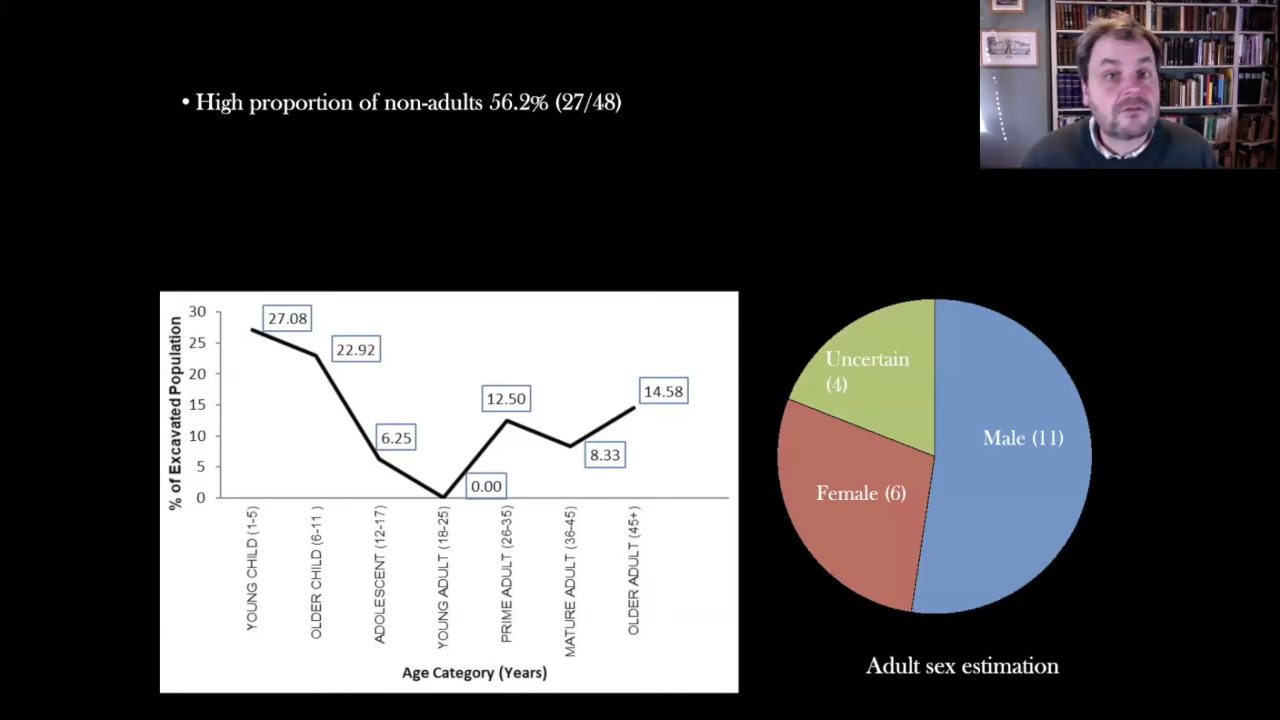 • High proportion of non-adults 56.2% (27/48)
% of Excavated Population
30
25
20
15
10
5
0
27.08
22.92
6.25
0.00
12.50
8.33
14.58
YOUNG CHILD (1-5)
OLDER CHILD (6-11 )
ADOLESCENT (12-17)
YOUNG ADULT (18-25)
PRIME ADULT (26-35)
MATURE ADULT (36-45)
OLDER ADULT (45+)
Age Category (Years)
Uncertain
(4)
Male (11)
Female (6)
Adult sex estimation